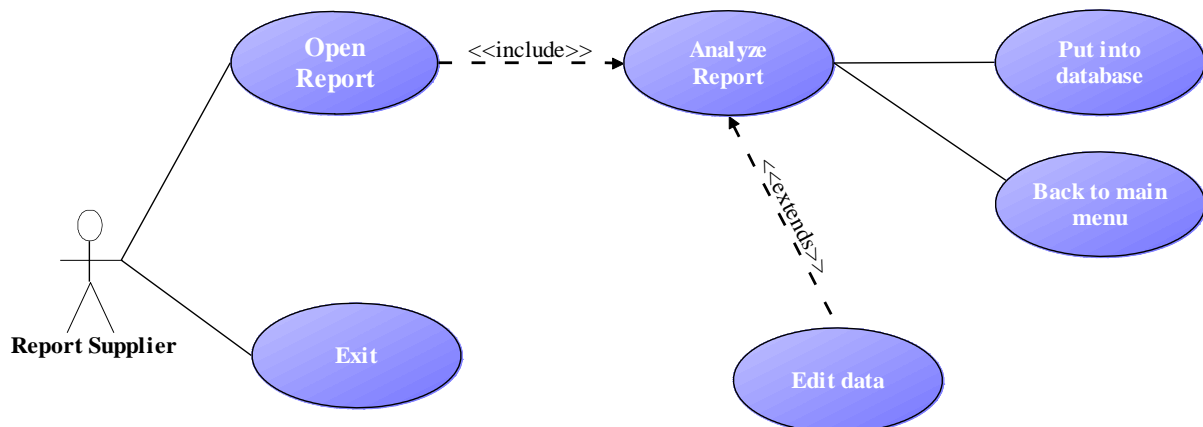 Open
Report
<<include>>
Analyze
Report
Put into
database
<<extends>>
Back to main
menu
Report Supplier
Exit
Edit data